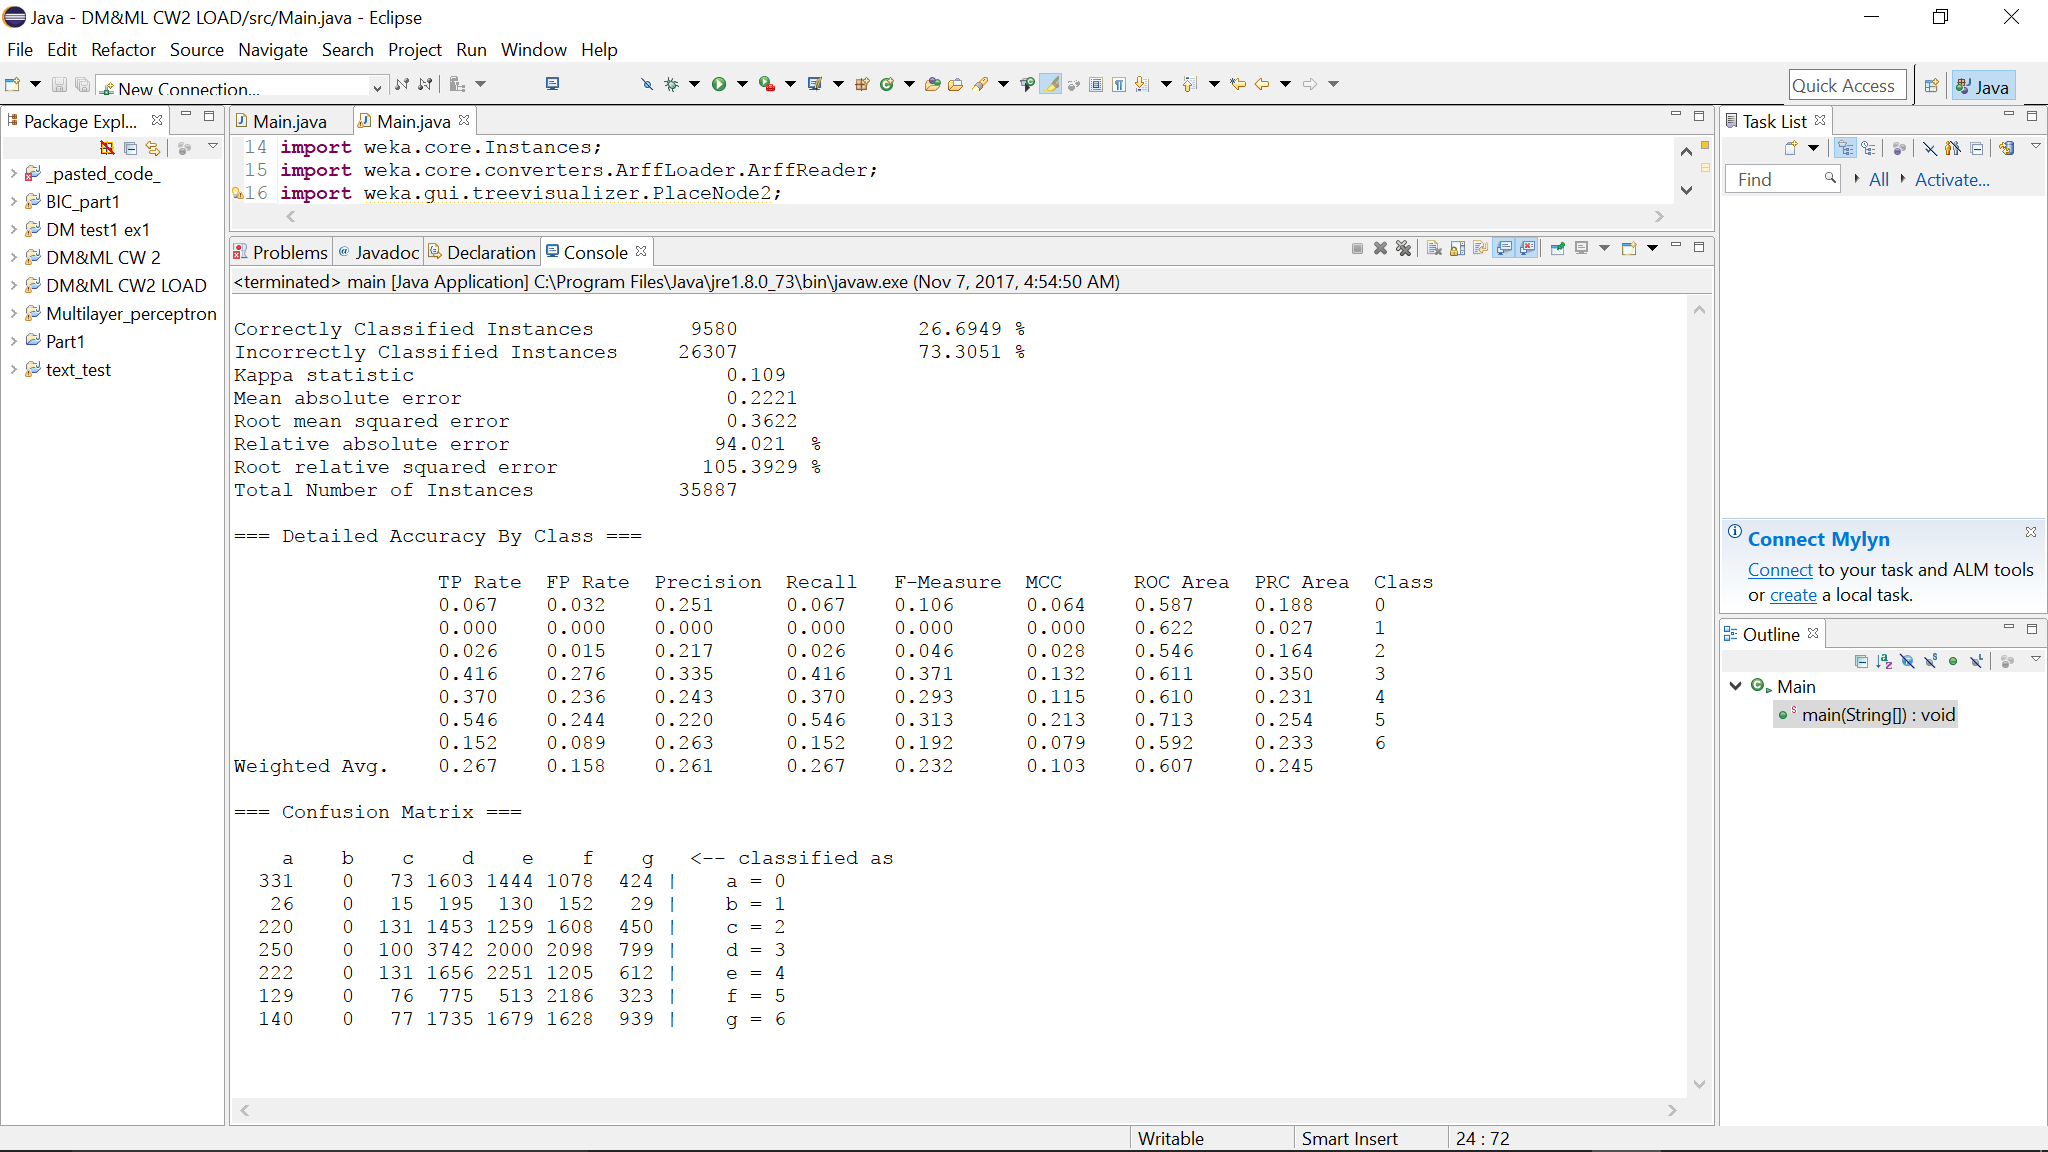 Java - DM&ML CW2 LOAD/src/Main.java - Eclipse
File Edit Refactor Source Navigate Search Project Run Window Help
New Connection...
Quick Access
Java
Package Expl...
_pasted_code_
BIC_part1
DM test1 ex1
DM&ML CW 2
DM&ML CW2 LOAD
Multilayer_perceptron
Part1
text_test
Main.java
Main.java
14 import weka.core.Instances;
15 import weka.core.converters.ArffLoader.ArffReader;
16 import weka.gui.treevisualizer.PlaceNode2;
Problems @ Javadoc Declaration Console
<terminated> main [Java Application] C:\Program Files\Java\jre1.8.0_73\bin\javaw.exe (Nov 7, 2017, 4:54:50 AM)
Correctly Classified Instances 9580 26.6949 %
Incorrectly Classified Instances 26307 73.3051 %
Kappa statistic 0.109
Mean absolute error 0.2221
Root mean squared error 0.3622
Relative absolute error 94.021 %
Root relative squared error 105.3929 %
Total Number of Instances 35887
=== Detailed Accuracy By Class ===
TP Rate FP Rate Precision Recall F-Measure MCC ROC Area PRC Area Class
0.067 0.032 0.251 0.067 0.106 0.064 0.587 0.188 0
0.000 0.000 0.000 0.000 0.000 0.000 0.622 0.027 1
0.026 0.015 0.217 0.026 0.046 0.028 0.546 0.164 2
0.416 0.276 0.335 0.416 0.371 0.132 0.611 0.350 3
0.370 0.236 0.243 0.370 0.293 0.115 0.610 0.231 4
0.546 0.244 0.220 0.546 0.313 0.213 0.713 0.254 5
0.152 0.089 0.263 0.152 0.192 0.079 0.592 0.233 6
Weighted Avg. 0.267 0.158 0.261 0.267 0.232 0.103 0.607 0.245
=== Confusion Matrix ===
a b c d e f g <-- classified as
331 0 73 1603 1444 1078 424 | a = 0
26 0 15 195 130 152 29 | b = 1
220 0 131 1453 1259 1608 450 | c = 2
250 0 100 3742 2000 2098 799 | d = 3
222 0 131 1656 2251 1205 612 | e = 4
129 0 76 775 513 2186 323 | f = 5
140 0 77 1735 1679 1628 939 | g = 6
Task List
Find All Activate...
Connect Mylyn
Connect to your task and ALM tools
or create a local task.
Outline
Main
main(String[]) : void
Writable Smart Insert 24 : 72